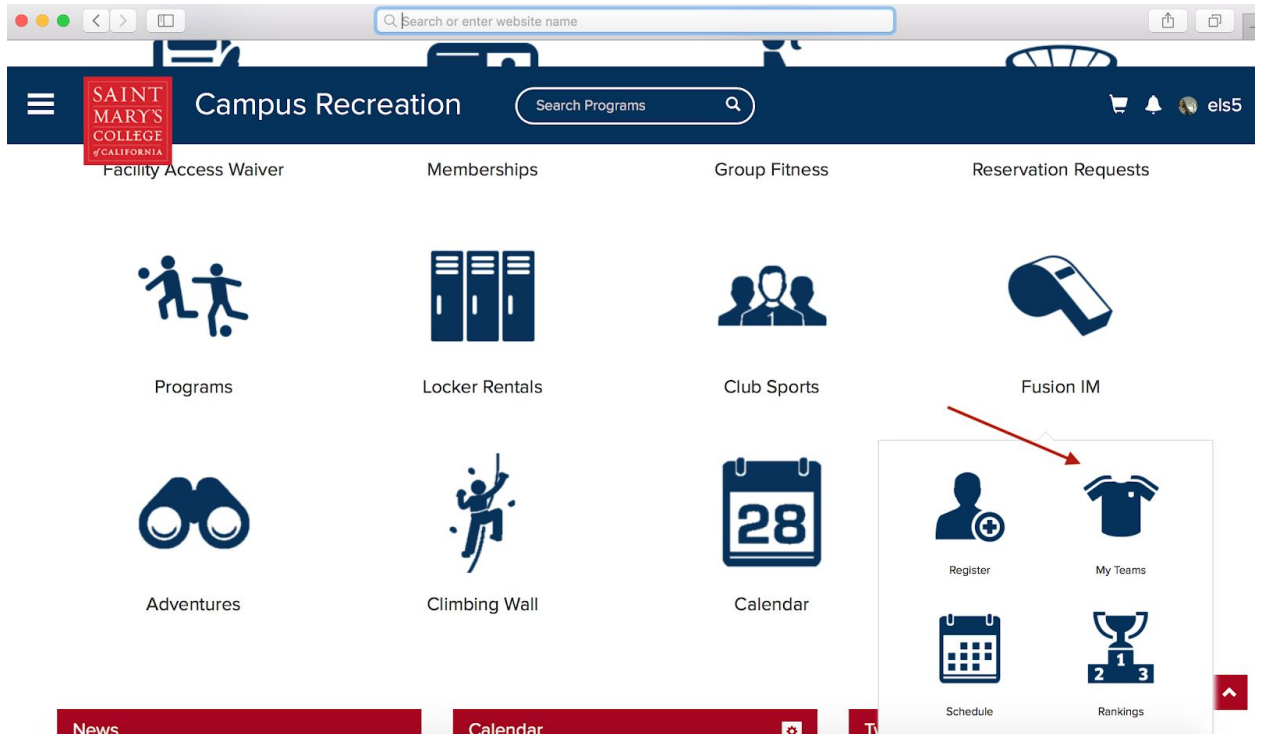 Search or enter website name
SAINT
MARY'S
COLLEGE
of CALIFORNIA
Campus Recreation
Search Programs
els5
Facility Access Waiver
Memberships
Group Fitness
Reservation Requests
Programs
Locker Rentals
1
Club Sports
Fusion IM
28
Adventures
Climbing Wall
Calendar
Register
My Teams
1
2 3
Schedule
Rankings
News
Calendar